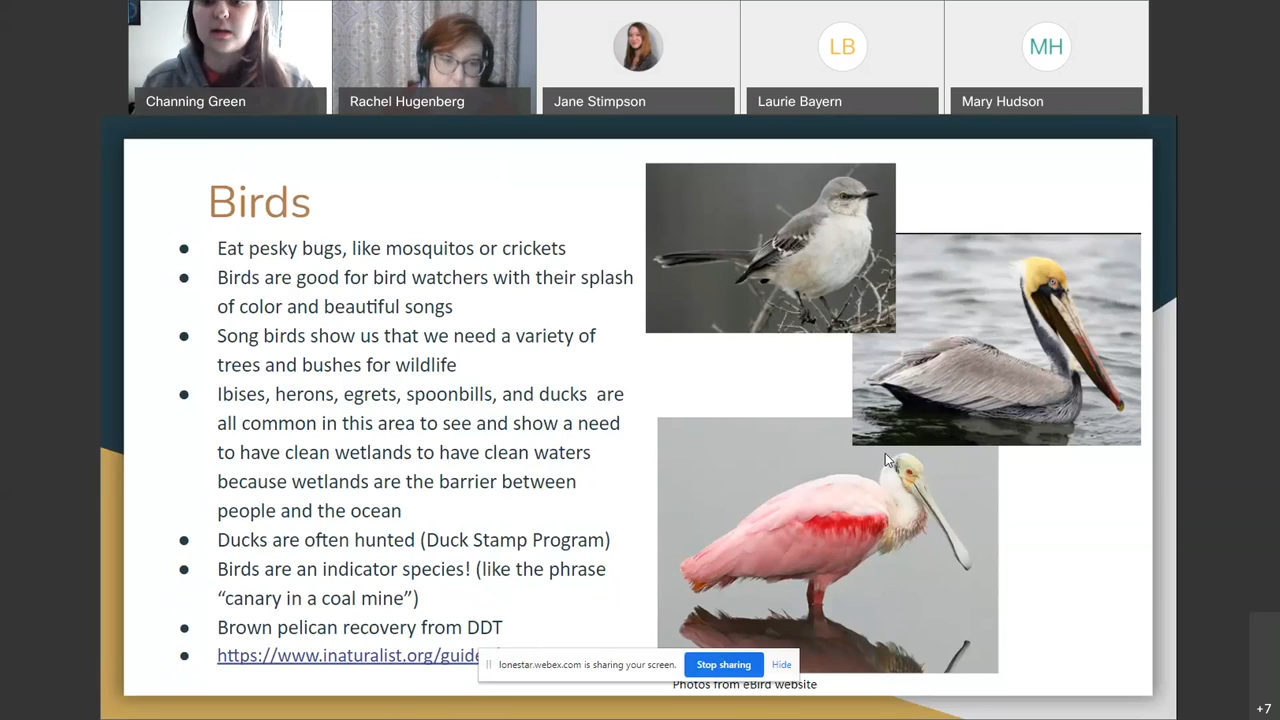 Channing Green
Rachel Hugenberg
Jane Stimpson
LB
Laurie Bayern
MH
Mary Hudson
Birds
● Eat pesky bugs, like mosquitos or crickets
● Birds are good for bird watchers with their splash
of color and beautiful songs
● Song birds show us that we need a variety of
trees and bushes for wildlife
● Ibises, herons, egrets, spoonbills, and ducks are
all common in this area to see and show a need
to have clean wetlands to have clean waters
because wetlands are the barrier between
people and the ocean
● Ducks are often hunted (Duck Stamp Program)
● Birds are an indicator species! (like the phrase
“canary in a coal mine”)
● Brown pelican recovery from DDT
● https://www.inaturalist.org/guide
lonestar.webex.com is sharing your screen.
Stop sharing
Hide
Photos from eBird website
+7